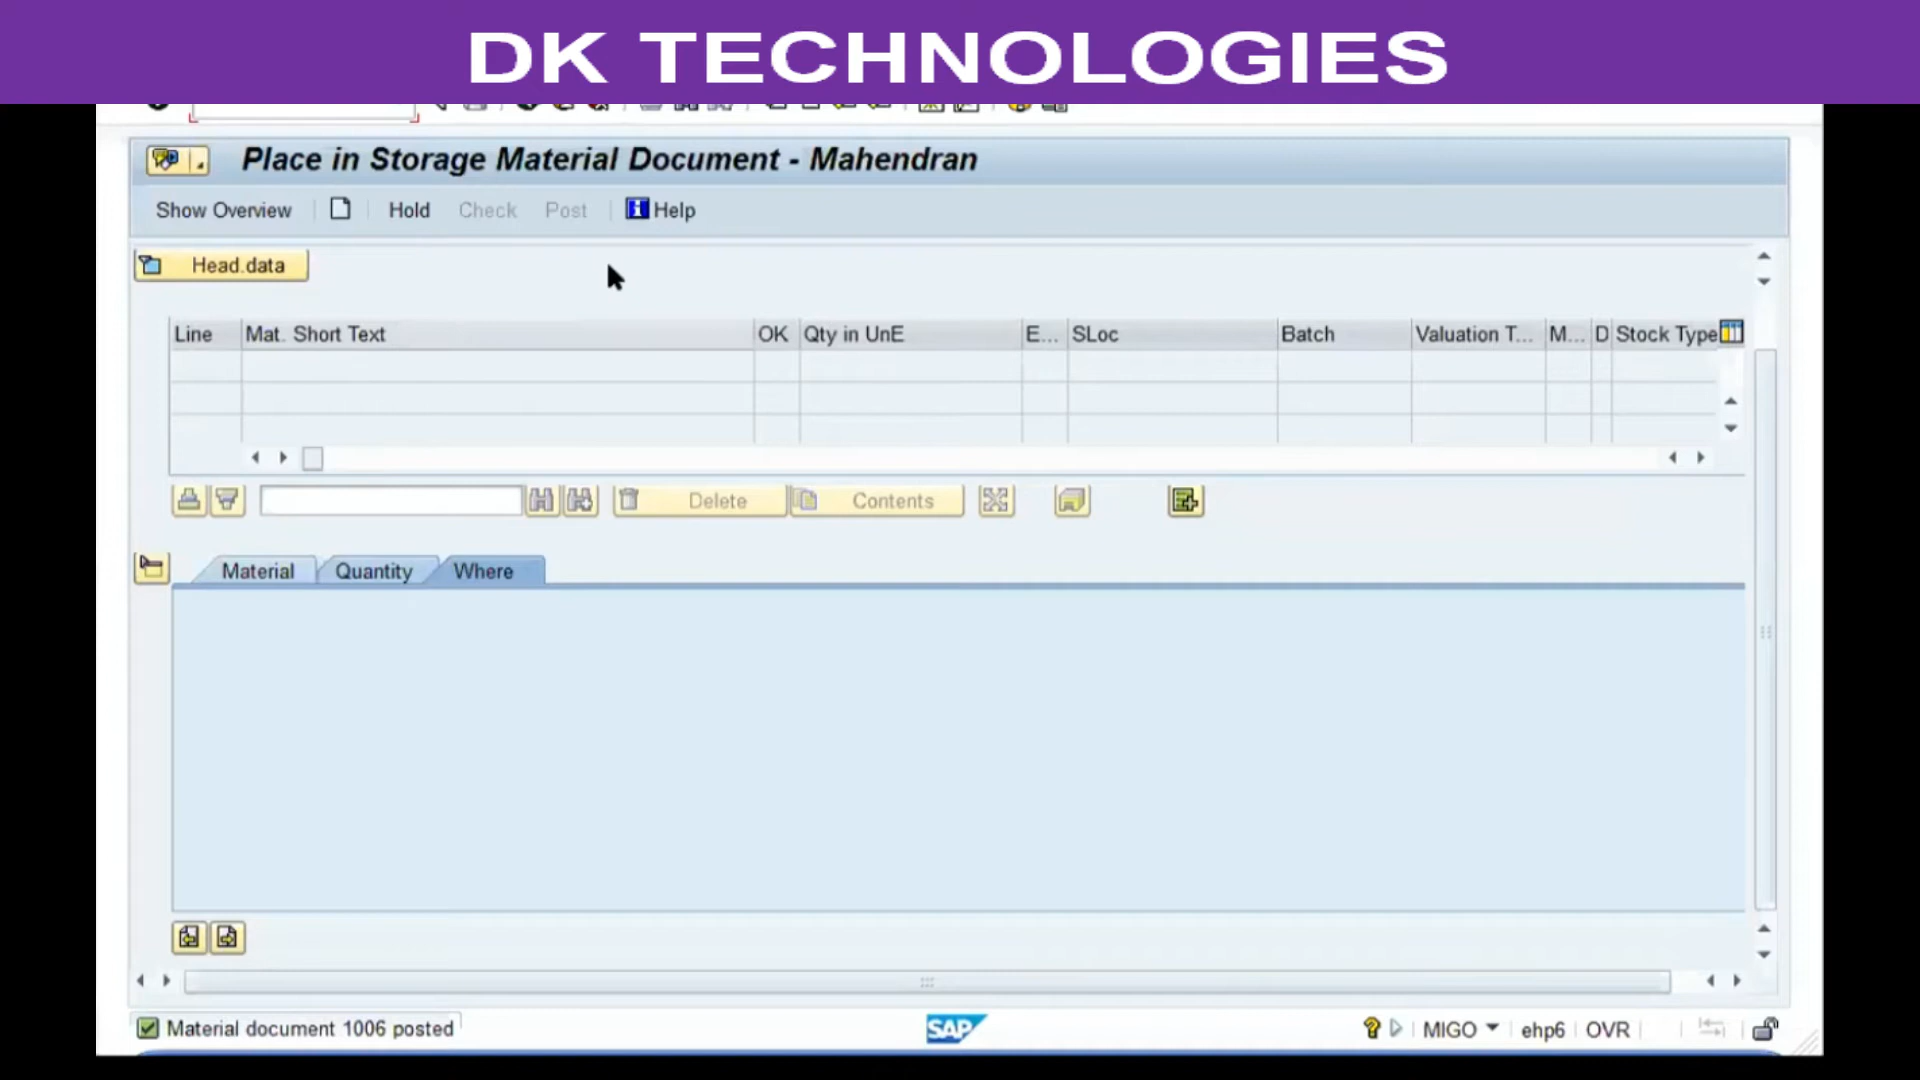 DK TECHNOLOGIES
Place in Storage Material Document - Mahendran
Show Overview Hold Check Post Help
Head.data
Line Mat. Short Text OK Qty in UnE E... SLoc Batch Valuation T... M... D Stock Type
Delete Contents
Material Quantity Where
Material document 1006 posted SAP MIGO ehp6 OVR